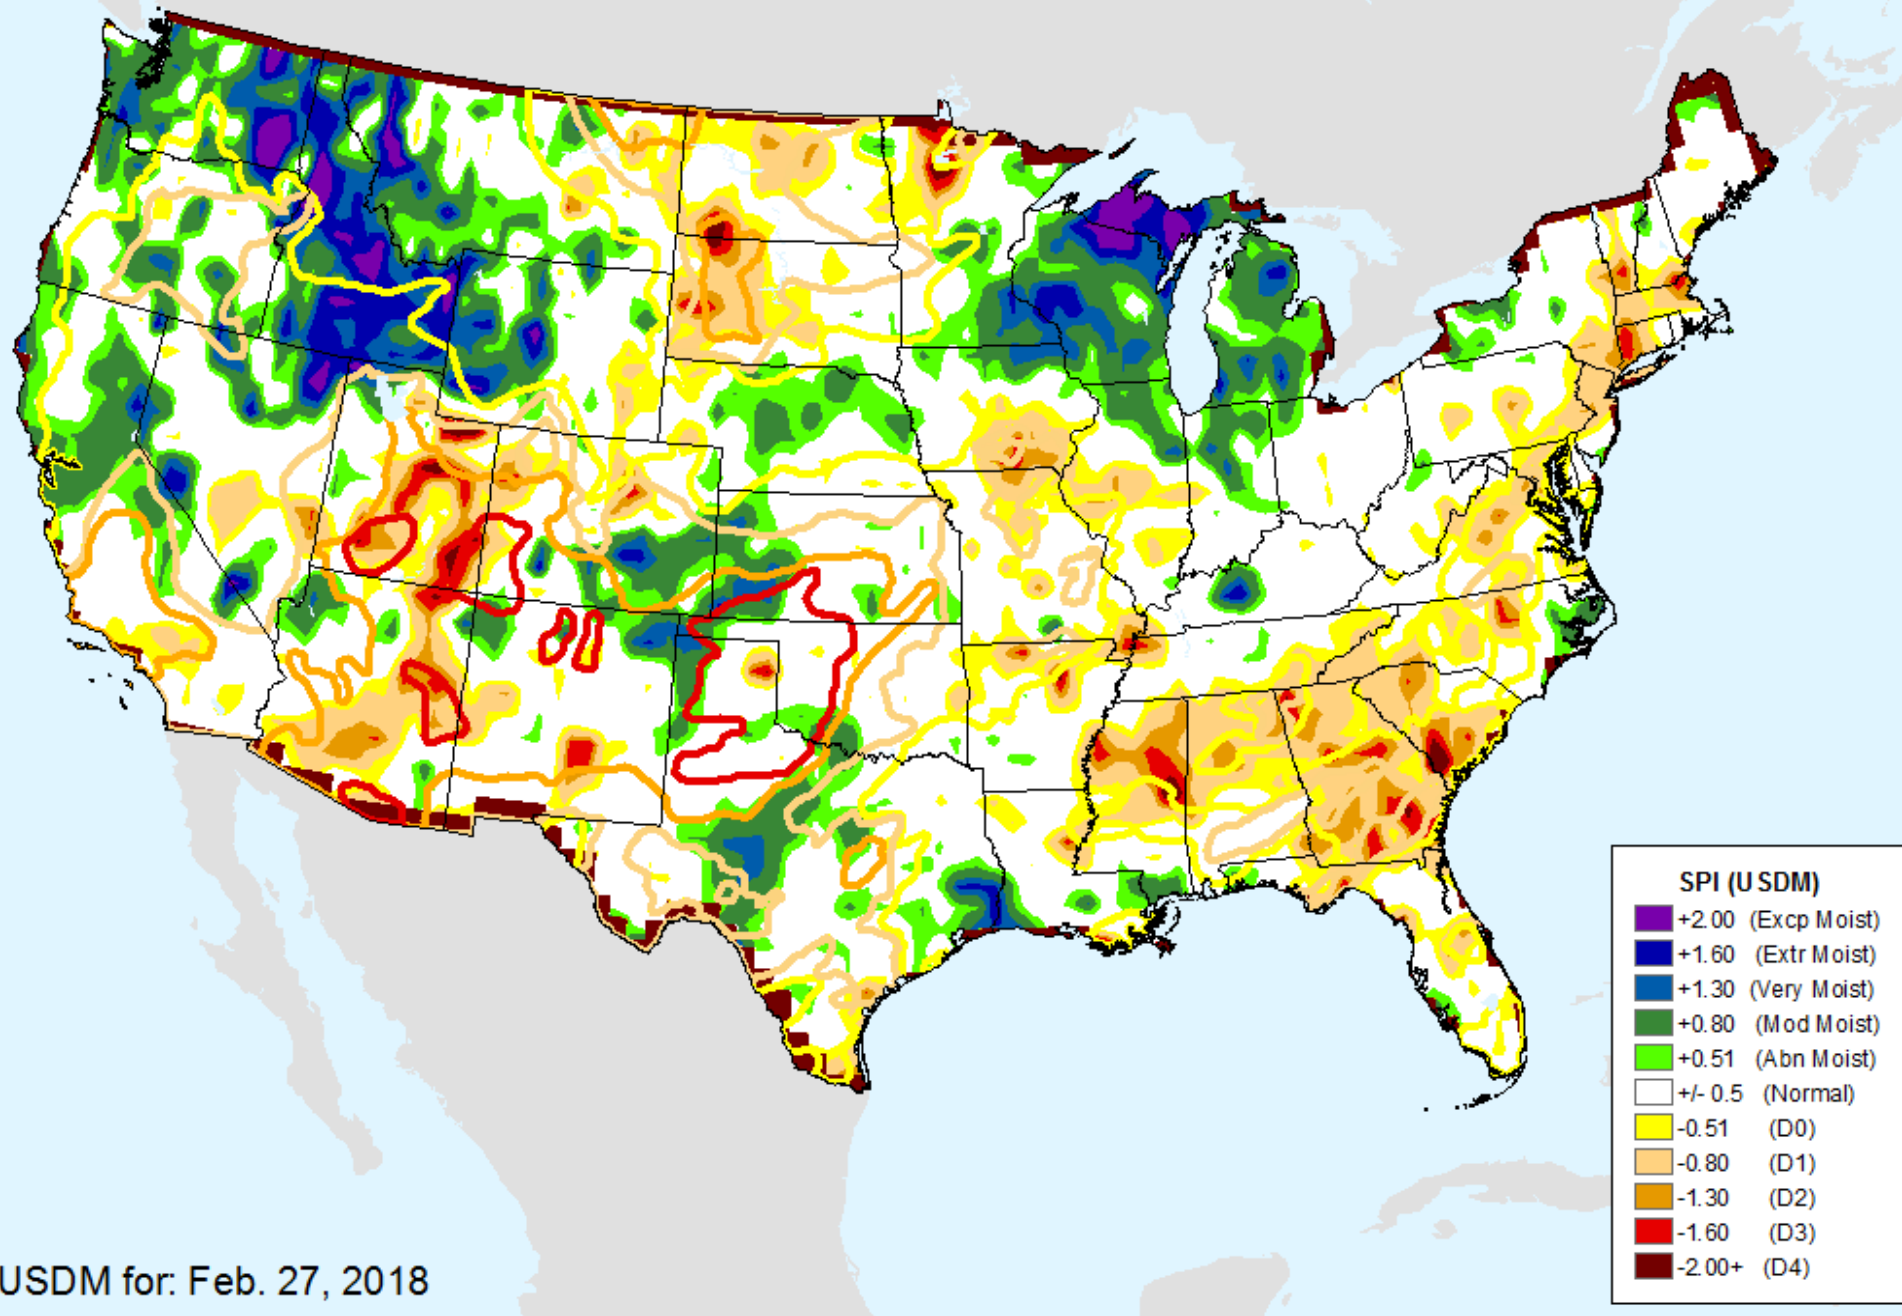 SPI (USDM)
+2.00 (Excp Moist)
+1.60 (Extr Moist)
+1.30 (Very Moist)
+0.80 (Mod Moist)
+0.51 (Abn Moist)
+/- 0.5 (Normal)
-0.51 (D0)
-0.80 (D1)
-1.30 (D2)
-1.60 (D3)
-2.00+ (D4)
USDM for: Feb. 27, 2018